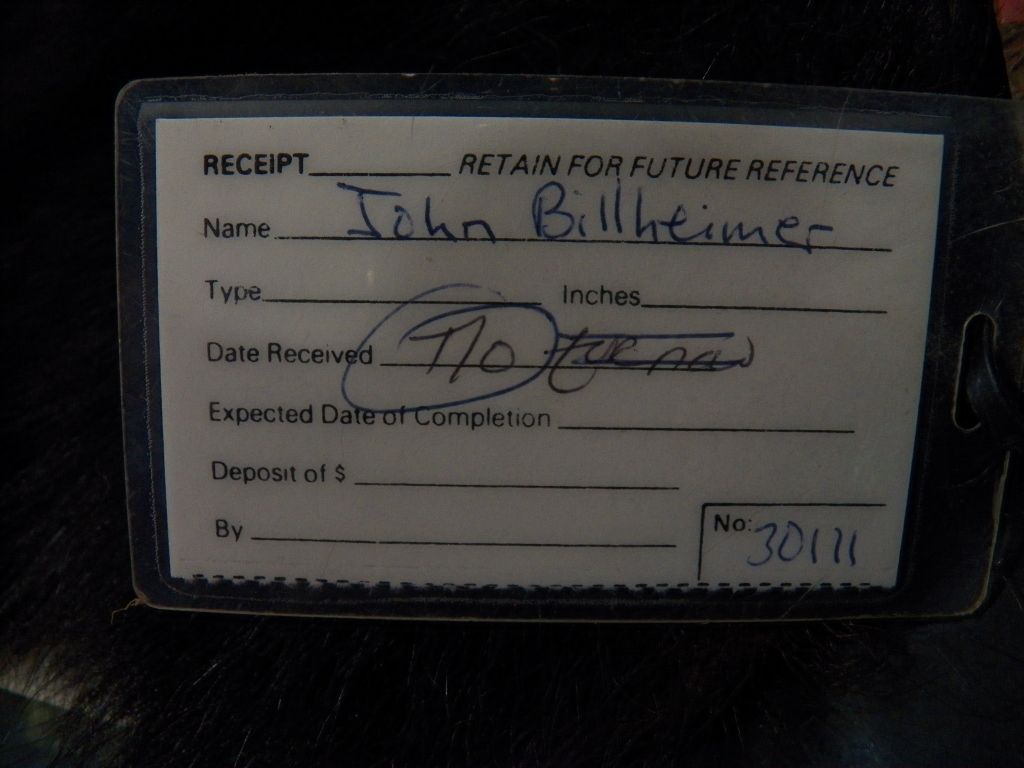 RECEIPT RETAIN FOR FUTURE REFERENCE
Name John Billheimer
Type Inches
Date Received T/O
Expected Date of Completion
Deposit of $
By
No: 30111